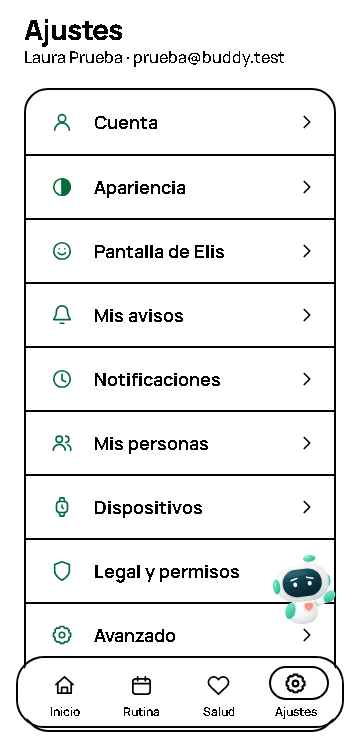 Ajustes
Laura Prueba · prueba@buddy.test
Cuenta
Apariencia
Pantalla de Elis
Mis avisos
Notificaciones
Mis personas
Dispositivos
Legal y permisos
Avanzado
Inicio
Rutina
Salud
Ajustes